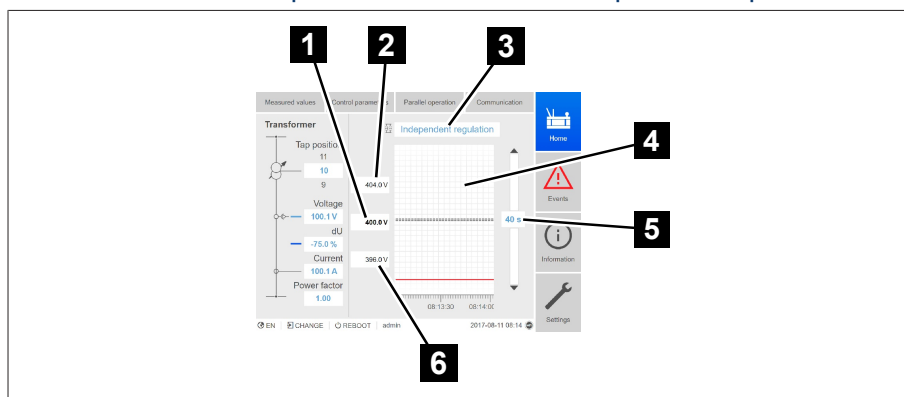 1
2
3
Measured values
Control parameters
Parallel operation
Communication
Transformer
Independent regulation
Home
Tap position
11
10
9
404.0 V
4
Events
Voltage
100.1 V
400.0 V
40 s
5
dU
-75.0 %
Information
Current
396.0 V
100.1 A
Power factor
1.00
08:13:30
08:14:00
Settings
EN
CHANGE
REBOOT
admin
2017-08-11 08:14
6